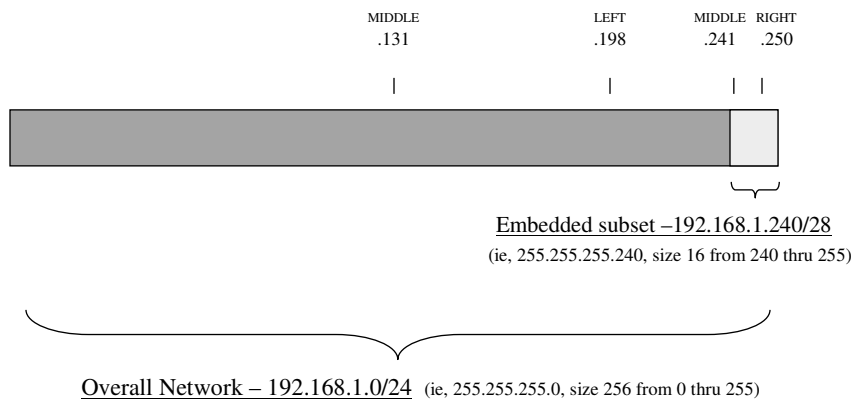 MIDDLE LEFT MIDDLE RIGHT
.131 .198 .241 .250
Embedded subset –192.168.1.240/28
(ie, 255.255.255.240, size 16 from 240 thru 255)
Overall Network – 192.168.1.0/24 (ie, 255.255.255.0, size 256 from 0 thru 255)